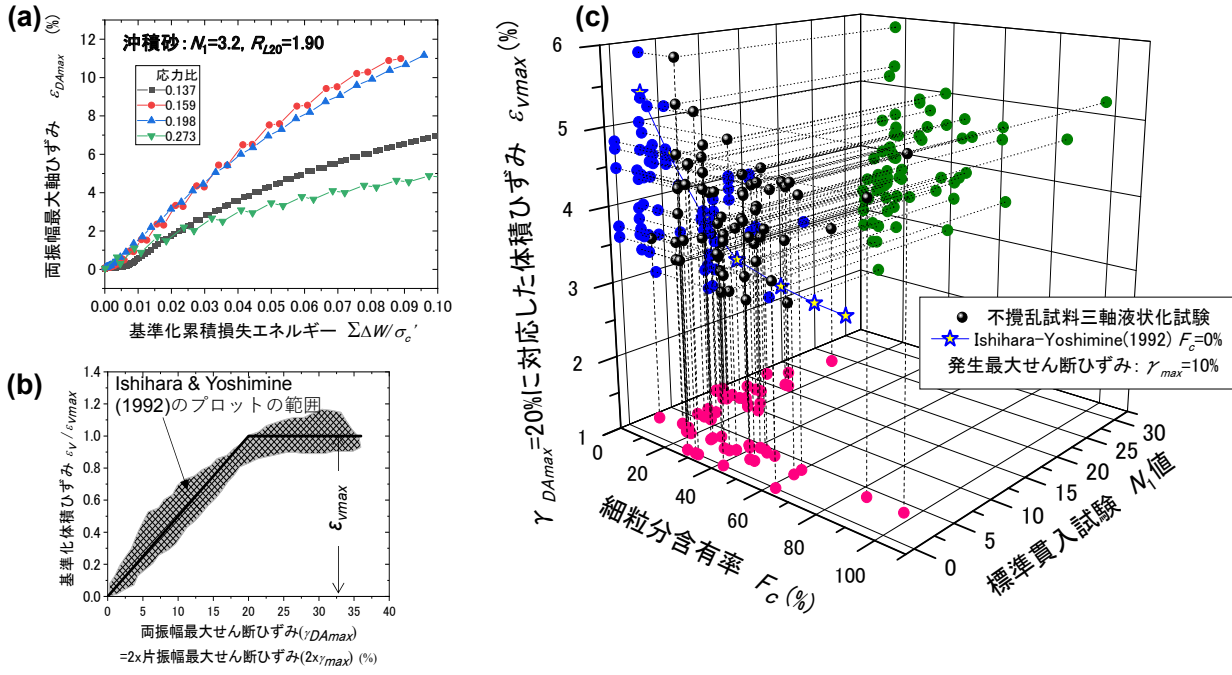 (a)
両振幅最大軸ひずみ ε_DAmax (%)
12
10
8
6
4
2
0
沖積砂: N₁=3.2, R_L20=1.90
応力比
0.137
0.159
0.198
0.273
0.00 0.01 0.02 0.03 0.04 0.05 0.06 0.07 0.08 0.09 0.10
基準化累積損失エネルギー ∑ΔW/σc'
(b)
基準化体積ひずみ εV/εvmax
1.4
1.2
1.0
0.8
0.6
0.4
0.2
0.0
Ishihara & Yoshimine
(1992)のプロットの範囲
εvmax
0 5 10 15 20 25 30 35 40
両振幅最大せん断ひずみ(γDAmax)
=2x片振幅最大せん断ひずみ(2xγmax) (%)
(c)
γDAmax=20%に対応した体積ひずみ εvmax (%)
6
5
4
3
2
1
不攪乱試料三軸液状化試験
Ishihara-Yoshimine(1992) Fc=0%
発生最大せん断ひずみ: γmax=10%
0 20 40 60 80 100
細粒分含有率 Fc (%)
0 5 10 15 20 25 30
標準貫入試験 N₁値